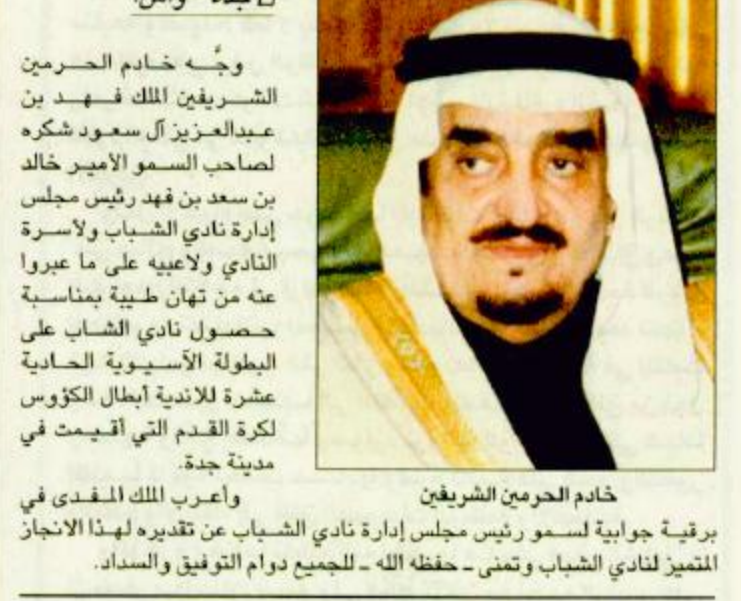 وجَّه خادم الحرمين
الشريفين الملك فهد بن
عبدالعزيز آل سعود شكره
لصاحب السمو الأمير خالد
بن سعد بن فهد رئيس مجلس
إدارة نادي الشباب ولأسرة
النادي ولاعبيه على ما عبروا
عنه من تهان طيبة بمناسبة
حصول نادي الشباب على
البطولة الآسيوية الحادية
عشرة للاندية أبطال الكؤوس
لكرة القدم التي أقيمت في
مدينة جدة.
خادم الحرمين الشريفين
وأعرب الملك المفدى في
برقية جوابية لسمو رئيس مجلس إدارة نادي الشباب عن تقديره لهذا الانجاز
المتميز لنادي الشباب وتمنى ـ حفظه الله ـ للجميع دوام التوفيق والسداد.